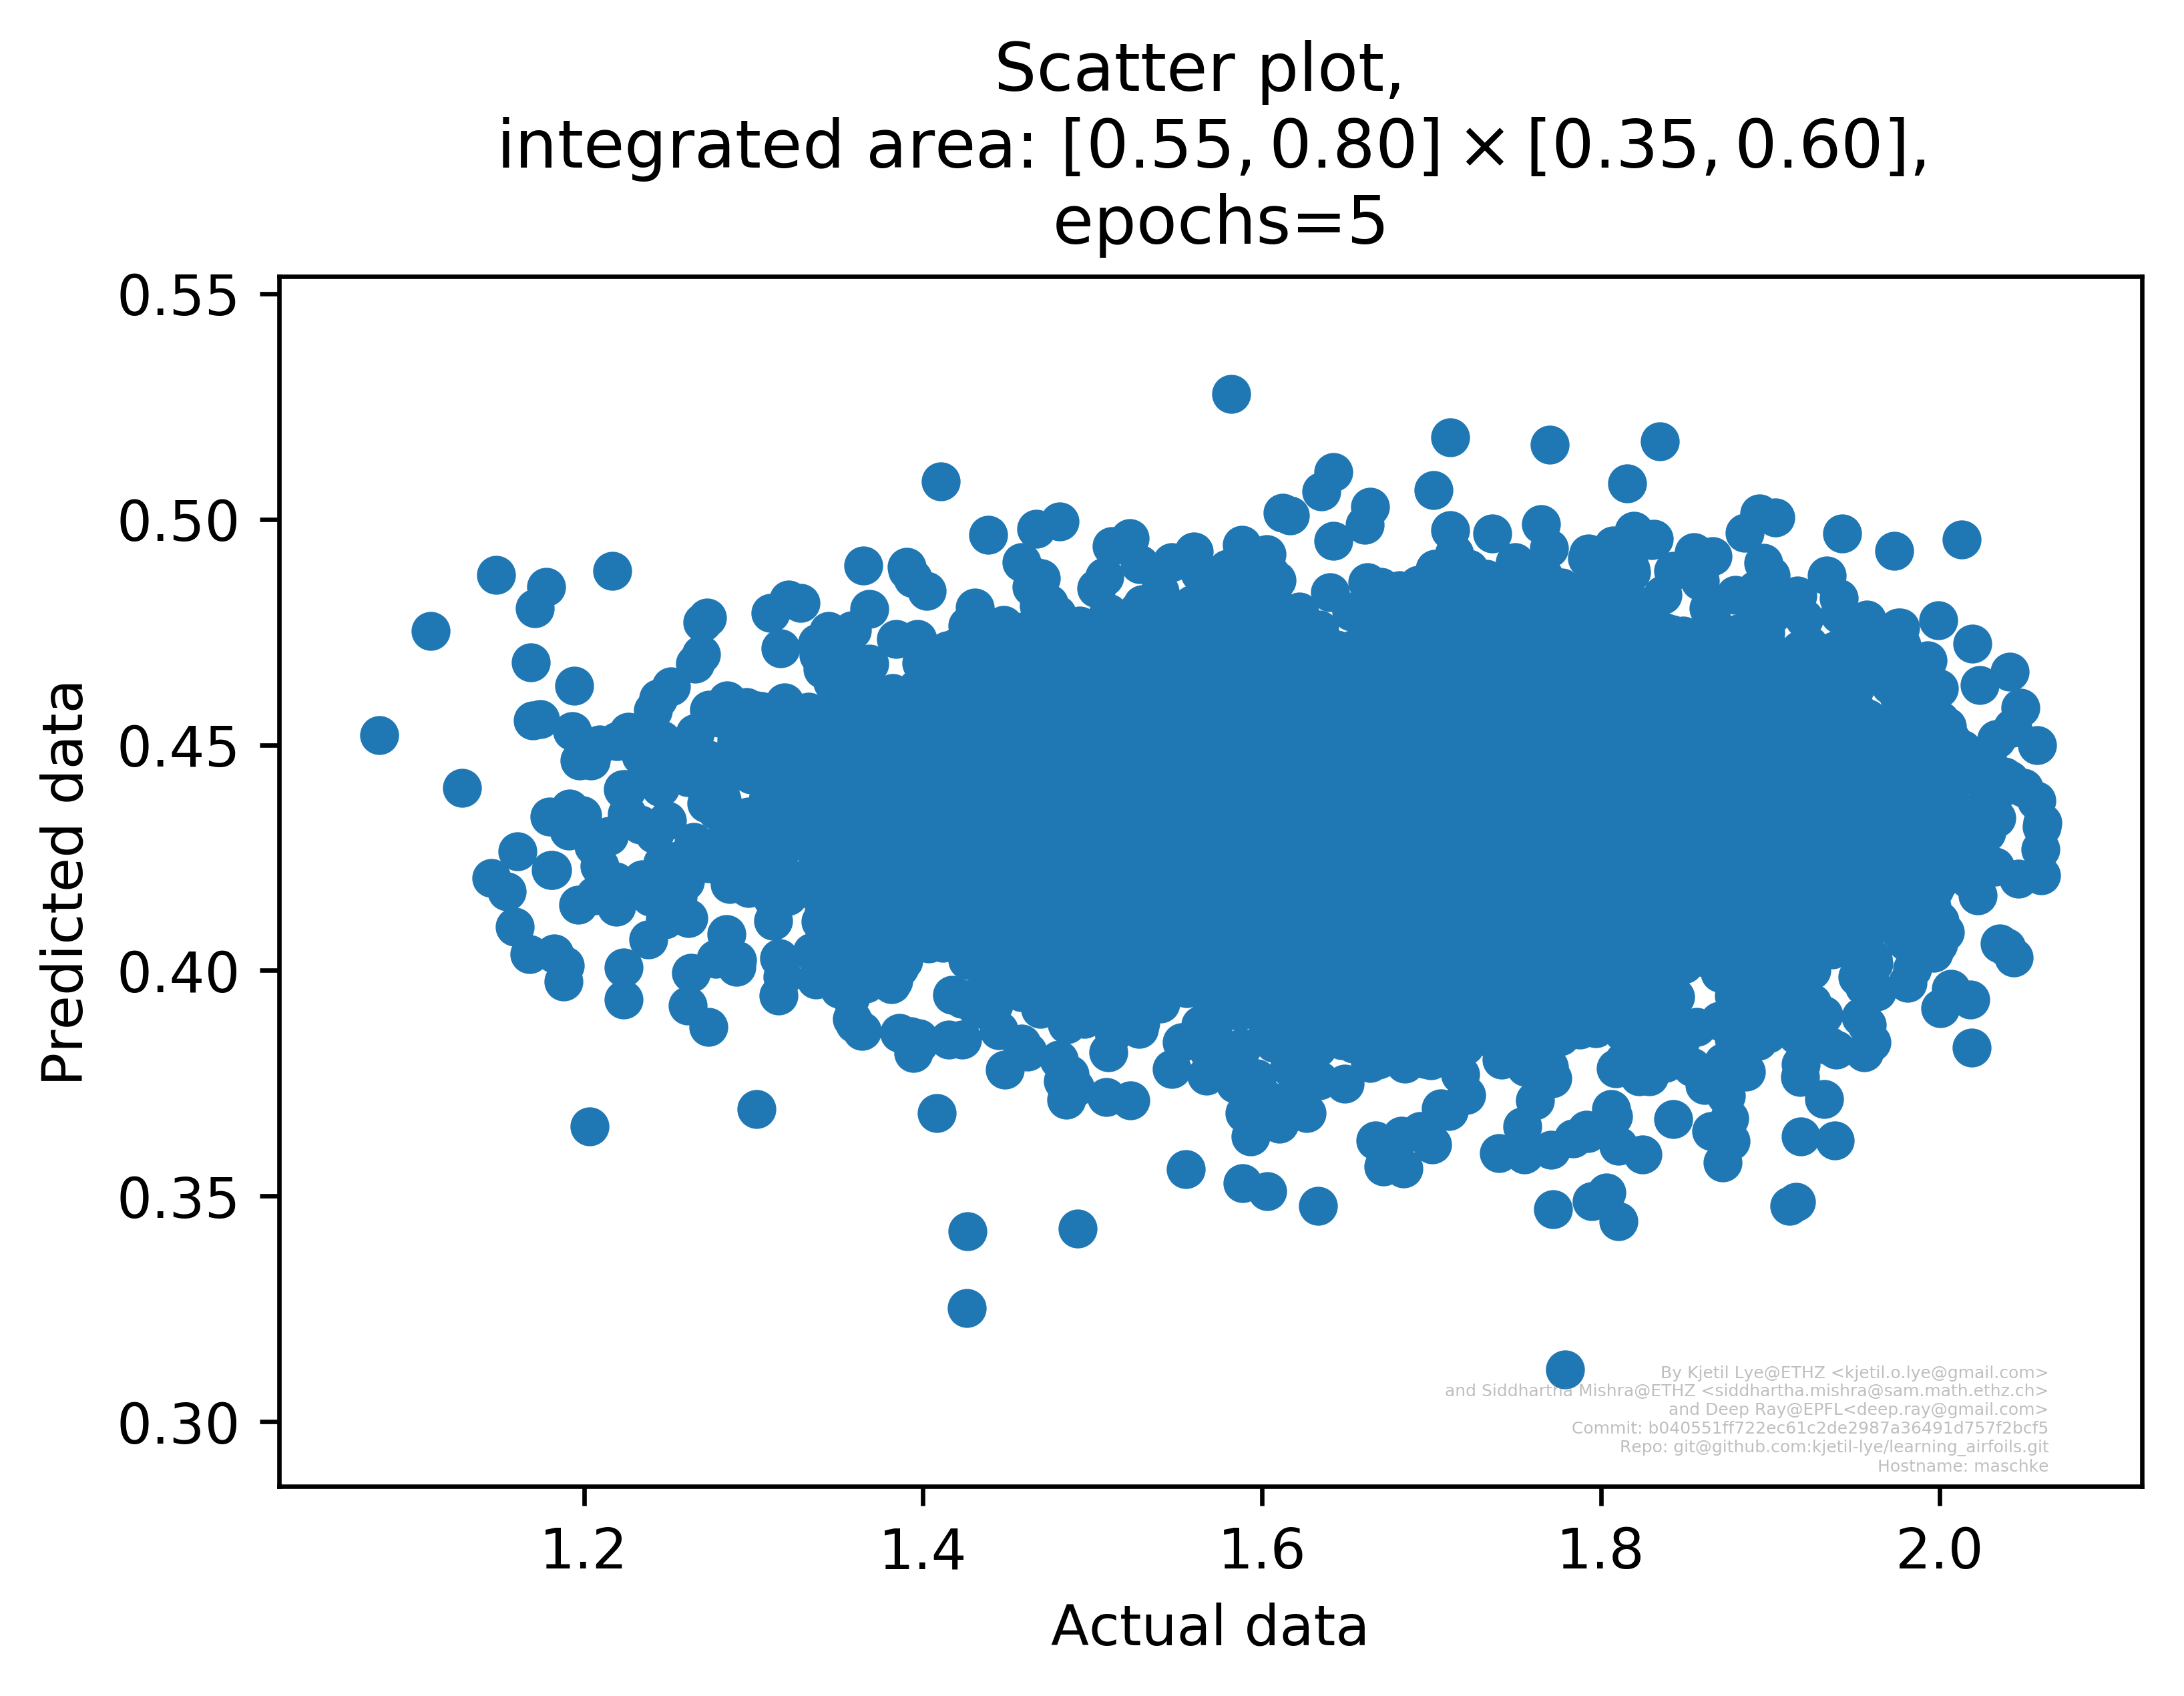 Scatter plot,
integrated area: [0.55, 0.80] × [0.35, 0.60],
epochs=5
0.55
0.50
0.45
0.40
0.35
0.30
Predicted data
1.2
1.4
1.6
1.8
2.0
Actual data
By Kjetil Lye@ETHZ <kjetil.o.lye@gmail.com>
and Siddhartha Mishra@ETHZ <siddhartha.mishra@sam.math.ethz.ch>
and Deep Ray@EPFL<deep.ray@gmail.com>
Commit: b040551ff722ec61c2de2987a36491d757f2bcf5
Repo: git@github.com:kjetil-lye/learning_airfoils.git
Hostname: maschke